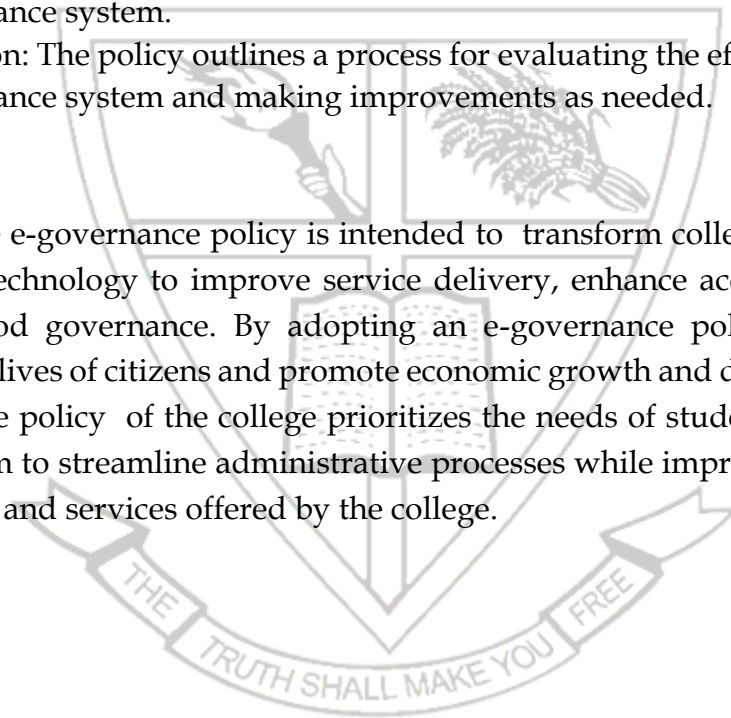 ance system.
on: The policy outlines a process for evaluating the ef
ance system and making improvements as needed.
e-governance policy is intended to transform colle
echnology to improve service delivery, enhance ac
od governance. By adopting an e-governance pol
lives of citizens and promote economic growth and d
e policy of the college prioritizes the needs of stud
m to streamline administrative processes while impr
and services offered by the college.
THE TRUTH SHALL MAKE YOU FREE